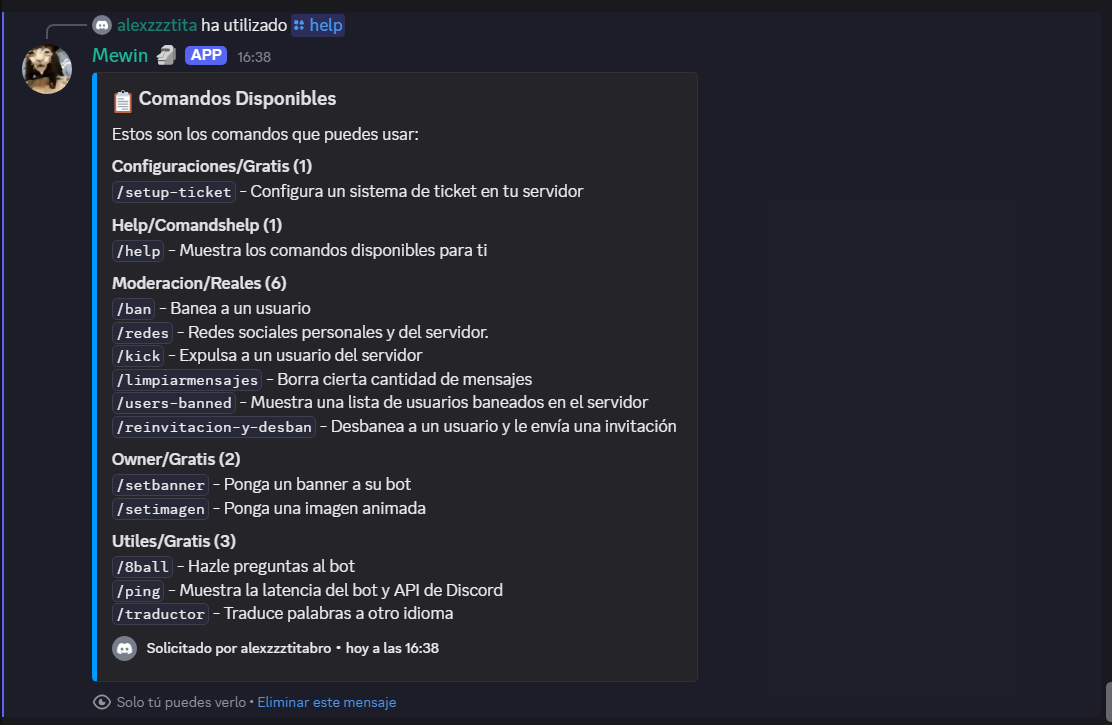 alexzzztita ha utilizado help
Mewin APP 16:38
Comandos Disponibles
Estos son los comandos que puedes usar:
Configuraciones/Gratis (1)
/setup-ticket - Configura un sistema de ticket en tu servidor
Help/Comandshelp (1)
/help - Muestra los comandos disponibles para ti
Moderacion/Reales (6)
/ban - Banea a un usuario
/redes - Redes sociales personales y del servidor.
/kick - Expulsa a un usuario del servidor
/limpiarmensajes - Borra cierta cantidad de mensajes
/users-banned - Muestra una lista de usuarios baneados en el servidor
/reinvitacion-y-desban - Desbanea a un usuario y le envía una invitación
Owner/Gratis (2)
/setbanner - Ponga un banner a su bot
/setimagen - Ponga una imagen animada
Utiles/Gratis (3)
/8ball - Hazle preguntas al bot
/ping - Muestra la latencia del bot y API de Discord
/traductor - Traduce palabras a otro idioma
Solicitado por alexzzztitabro • hoy a las 16:38
Solo tú puedes verlo • Eliminar este mensaje